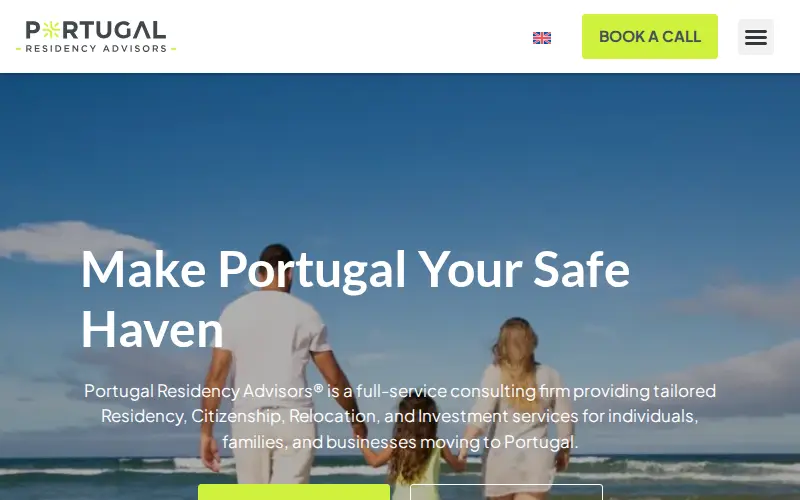 PORTUGAL
RESIDENCY ADVISORS
BOOK A CALL
Make Portugal Your Safe
Haven
Portugal Residency Advisors® is a full-service consulting firm providing tailored
Residency, Citizenship, Relocation, and Investment services for individuals,
families, and businesses moving to Portugal.